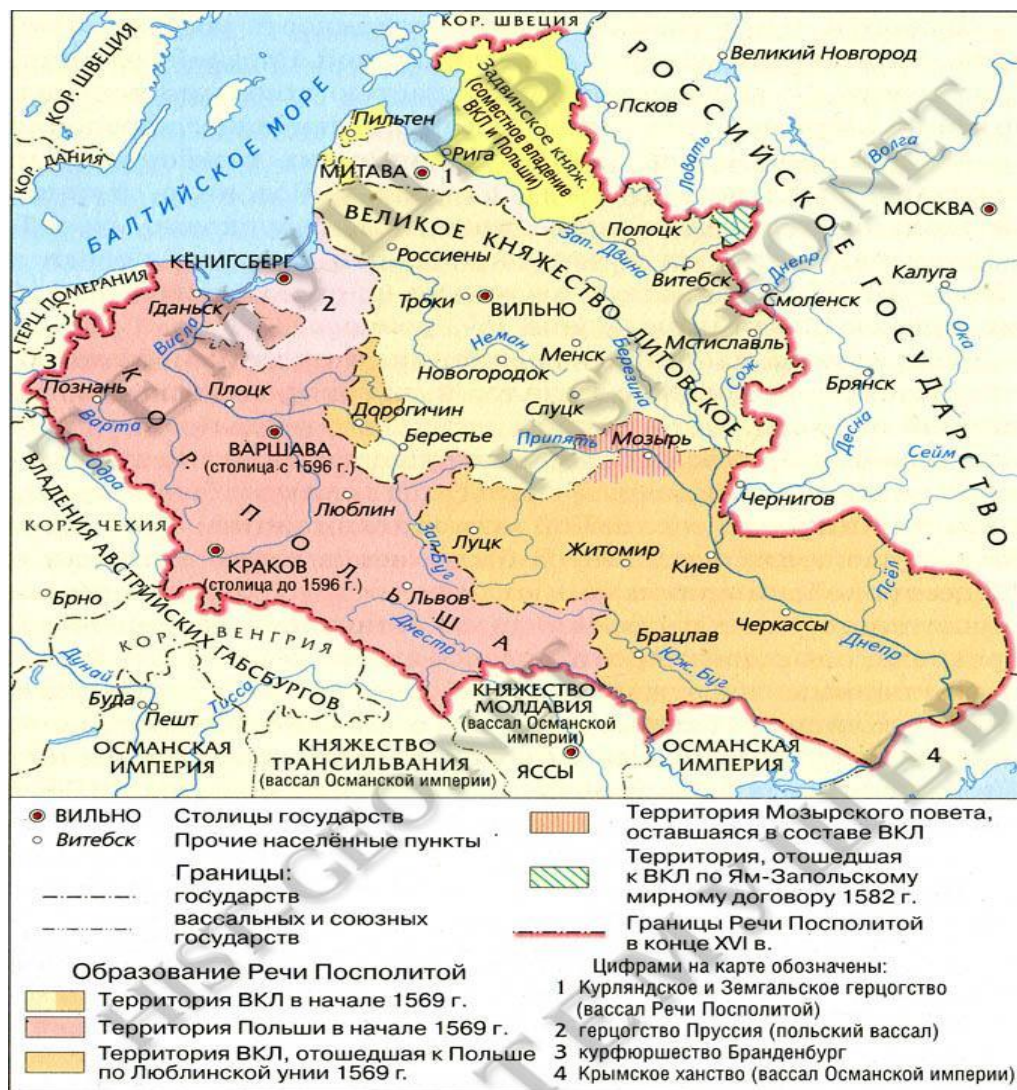 КОР. ШВЕЦИЯ
КОР. ШВЕЦИЯ
КОР. ДАНИЯ
БАЛТИЙСКОЕ МОРЕ
Пильтен
Рига
МИТАВА
1
Задвинское княж.
(соместное владение
ВКЛ и Польши)
РОССИЙСКОЕ ГОСУДАРСТВО
Великий Новгород
Псков
Ловать
Волга
МОСКВА
Калуга
Ока
Брянск
Десна
Сейм
Чернигов
Смоленск
Днепр
ВЕЛИКОЕ КНЯЖЕСТВО ЛИТОВСКОЕ
Россиены
Зап. Двина
Полоцк
Витебск
Троки
ВИЛЬНО
Неман
Менск
Новогородок
Березина
Мстиславль
Сож
Слуцк
Дорогичин
Берестье
Припять
Мозырь
КЁНИГСБЕРГ
Гданьск
2
ГЕРЦ. ПОМЕРАНИЯ
3
Висла
Познань
Плоцк
Варта
КОР. ПОЛЬША
ВАРШАВА
(столица с 1596 г.)
Одра
Люблин
Зап. Буг
Луцк
Житомир
Киев
Псёл
КРАКОВ
(столица до 1596 г.)
Львов
Днестр
Черкассы
Днепр
Брацлав
Юж. Буг
ВЛАДЕНИЯ АВСТРИЙСКИХ ГАБСБУРГОВ
КОР. ЧЕХИЯ
Брно
КОР. ВЕНГРИЯ
Дунай
Буда
Пешт
Тисса
ОСМАНСКАЯ
ИМПЕРИЯ
КНЯЖЕСТВО
ТРАНСИЛЬВАНИЯ
(вассал Османской империи)
КНЯЖЕСТВО
МОЛДАВИЯ
(вассал Османской
империи)
ЯССЫ
ОСМАНСКАЯ
ИМПЕРИЯ
4
ВИЛЬНО Столицы государств
Витебск Прочие населённые пункты
Границы:
государств
вассальных и союзных
государств
Образование Речи Посполитой
Территория ВКЛ в начале 1569 г.
Территория Польши в начале 1569 г.
Территория ВКЛ, отошедшая к Польше
по Люблинской унии 1569 г.
Территория Мозырского повета,
оставшаяся в составе ВКЛ
Территория, отошедшая
к ВКЛ по Ям-Запольскому
мирному договору 1582 г.
Границы Речи Посполитой
в конце XVI в.
Цифрами на карте обозначены:
1 Курляндское и Земгальское герцогство
(вассал Речи Посполитой)
2 герцогство Пруссия (польский вассал)
3 курфюршество Бранденбург
4 Крымское ханство (вассал Османской империи)
HIST-GEO.NET